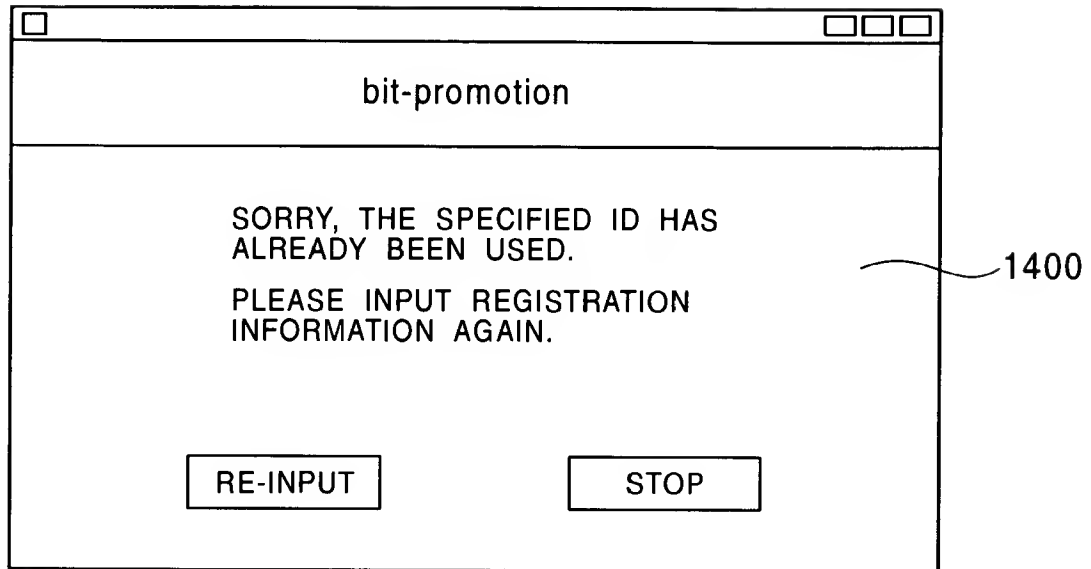 bit-promotion
SORRY, THE SPECIFIED ID HAS
ALREADY BEEN USED.
PLEASE INPUT REGISTRATION
INFORMATION AGAIN.
1400
RE-INPUT
STOP